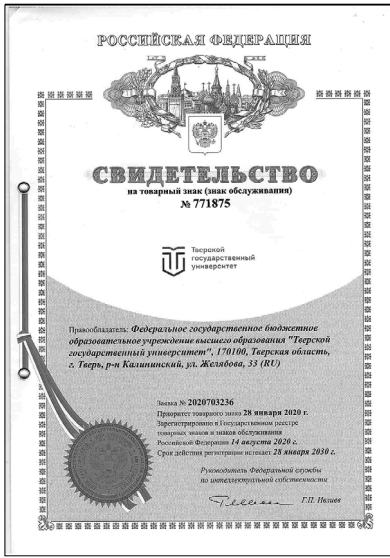 РОССИЙСКАЯ ФЕДЕРАЦИЯ
СВИДЕТЕЛЬСТВО
на товарный знак (знак обслуживания)
№ 771875
Тверской
государственный
университет
Правообладатель: Федеральное государственное бюджетное
образовательное учреждение высшего образования "Тверской
государственный университет", 170100, Тверская область,
г. Тверь, р-н Калининский, ул. Желябова, 33 (RU)
Заявка № 2020703236
Приоритет товарного знака 28 января 2020 г.
Зарегистрировано в Государственном реестре
товарных знаков и знаков обслуживания
Российской Федерации 14 августа 2020 г.
Срок действия регистрации истекает 28 января 2030 г.
Руководитель Федеральной службы
по интеллектуальной собственности
Г.П. Ивлиев